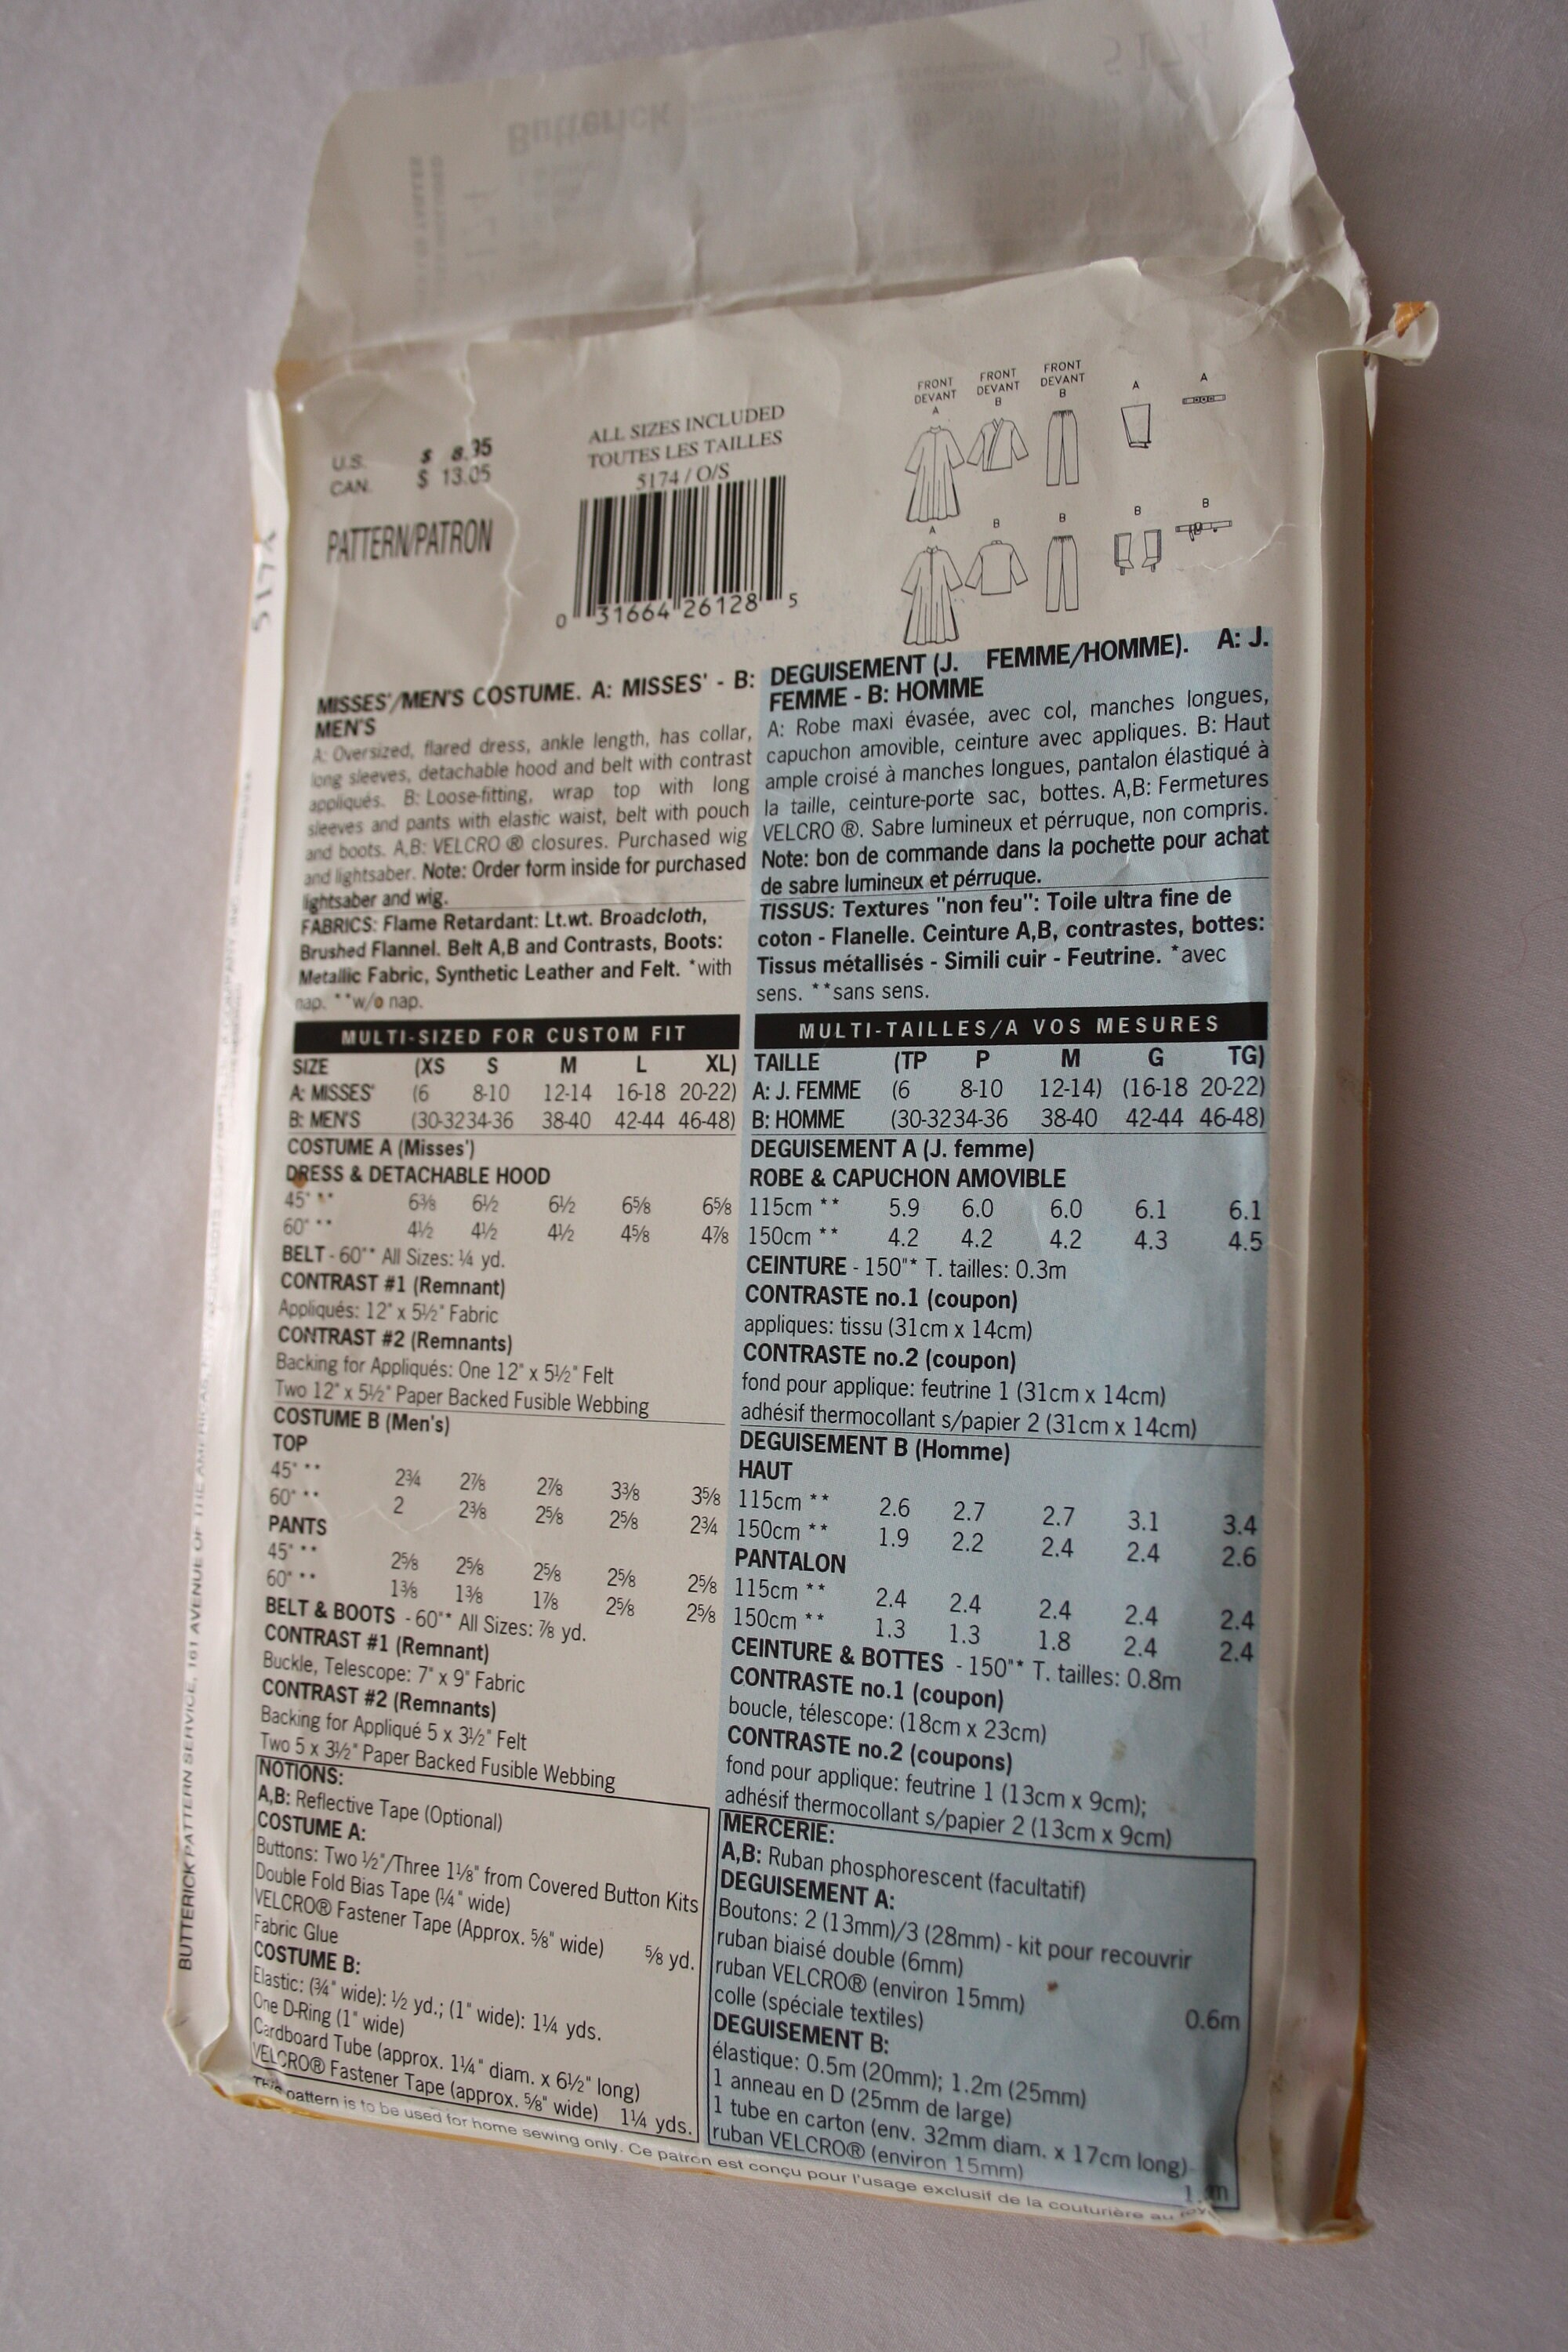 Butterick
5174
U.S. $ 8.95
CAN. $ 13.05
PATTERN/PATRON
ALL SIZES INCLUDED
TOUTES LES TAILLES
5174 / O/S
0 31664 26128 5
FRONT DEVANT A
FRONT DEVANT B
FRONT DEVANT B
A
A
A
B
B
B
B
MISSES'/MEN'S COSTUME. A: MISSES' - B:
MEN'S
A: Oversized, flared dress, ankle length, has collar,
long sleeves, detachable hood and belt with contrast
appliqués. B: Loose-fitting, wrap top with long
sleeves and pants with elastic waist, belt with pouch
and boots. A,B: VELCRO ® closures. Purchased wig
and lightsaber. Note: Order form inside for purchased
lightsaber and wig.
FABRICS: Flame Retardant: Lt.wt. Broadcloth,
Brushed Flannel. Belt A,B and Contrasts, Boots:
Metallic Fabric, Synthetic Leather and Felt. *with
nap. **w/o nap.
MULTI-SIZED FOR CUSTOM FIT
SIZE (XS S M L XL)
A: MISSES' (6 8-10 12-14 16-18 20-22)
B: MEN'S (30-32 34-36 38-40 42-44 46-48)
COSTUME A (Misses')
DRESS & DETACHABLE HOOD
45" ** 6⅜ 6½ 6½ 6⅝ 6⅝
60" ** 4½ 4½ 4½ 4⅝ 4⅞
BELT - 60"* All Sizes: ¼ yd.
CONTRAST #1 (Remnant)
Appliqués: 12" x 5½" Fabric
CONTRAST #2 (Remnants)
Backing for Appliqués: One 12" x 5½" Felt
Two 12" x 5½" Paper Backed Fusible Webbing
COSTUME B (Men's)
TOP
45" ** 2¾ 2⅞ 2⅞ 3⅜ 3⅝
60" ** 2 2⅜ 2⅝ 2⅝ 2¾
PANTS
45" ** 2⅝ 2⅝ 2⅝ 2⅝ 2⅝
60" ** 1⅜ 1⅜ 1⅞ 2⅝ 2⅝
BELT & BOOTS - 60"* All Sizes: ⅞ yd.
CONTRAST #1 (Remnant)
Buckle, Telescope: 7" x 9" Fabric
CONTRAST #2 (Remnants)
Backing for Appliqué 5 x 3½" Felt
Two 5 x 3½" Paper Backed Fusible Webbing
NOTIONS:
A,B: Reflective Tape (Optional)
COSTUME A:
Buttons: Two ½"/Three 1⅛" from Covered Button Kits
Double Fold Bias Tape (¼" wide)
VELCRO® Fastener Tape (Approx. ⅝" wide) ⅝ yd.
Fabric Glue
COSTUME B:
Elastic: (¾" wide): ½ yd.; (1" wide): 1¼ yds.
One D-Ring (1" wide)
Cardboard Tube (approx. 1¼" diam. x 6½" long)
VELCRO® Fastener Tape (approx. ⅝" wide) 1¼ yds.
DEGUISEMENT (J. FEMME/HOMME). A: J.
FEMME - B: HOMME
A: Robe maxi évasée, avec col, manches longues,
capuchon amovible, ceinture avec appliques. B: Haut
ample croisé à manches longues, pantalon élastiqué à
la taille, ceinture-porte sac, bottes. A,B: Fermetures
VELCRO ®. Sabre lumineux et pérruque, non compris.
Note: bon de commande dans la pochette pour achat
de sabre lumineux et pérruque.
TISSUS: Textures "non feu": Toile ultra fine de
coton - Flanelle. Ceinture A,B, contrastes, bottes:
Tissus métallisés - Simili cuir - Feutrine. *avec
sens. **sans sens.
MULTI-TAILLES/A VOS MESURES
TAILLE (TP P M G TG)
A: J. FEMME (6 8-10 12-14) (16-18 20-22)
B: HOMME (30-32 34-36 38-40 42-44 46-48)
DEGUISEMENT A (J. femme)
ROBE & CAPUCHON AMOVIBLE
115cm ** 5.9 6.0 6.0 6.1 6.1
150cm ** 4.2 4.2 4.2 4.3 4.5
CEINTURE - 150"* T. tailles: 0.3m
CONTRASTE no.1 (coupon)
appliques: tissu (31cm x 14cm)
CONTRASTE no.2 (coupon)
fond pour applique: feutrine 1 (31cm x 14cm)
adhésif thermocollant s/papier 2 (31cm x 14cm)
DEGUISEMENT B (Homme)
HAUT
115cm ** 2.6 2.7 2.7 3.1 3.4
150cm ** 1.9 2.2 2.4 2.4 2.6
PANTALON
115cm ** 2.4 2.4 2.4 2.4 2.4
150cm ** 1.3 1.3 1.8 2.4 2.4
CEINTURE & BOTTES - 150"* T. tailles: 0.8m
CONTRASTE no.1 (coupon)
boucle, télescope: (18cm x 23cm)
CONTRASTE no.2 (coupons)
fond pour applique: feutrine 1 (13cm x 9cm);
adhésif thermocollant s/papier 2 (13cm x 9cm)
MERCERIE:
A,B: Ruban phosphorescent (facultatif)
DEGUISEMENT A:
Boutons: 2 (13mm)/3 (28mm) - kit pour recouvrir
ruban biaisé double (6mm)
ruban VELCRO® (environ 15mm) 0.6m
colle (spéciale textiles)
DEGUISEMENT B:
élastique: 0.5m (20mm); 1.2m (25mm)
1 anneau en D (25mm de large)
1 tube en carton (env. 32mm diam. x 17cm long)
ruban VELCRO® (environ 15mm)
This pattern is to be used for home sewing only. Ce patron est conçu pour l'usage exclusif de la couturière au
5174
BUTTERICK PATTERN SERVICE, 161 AVENUE OF THE AMERICAS,